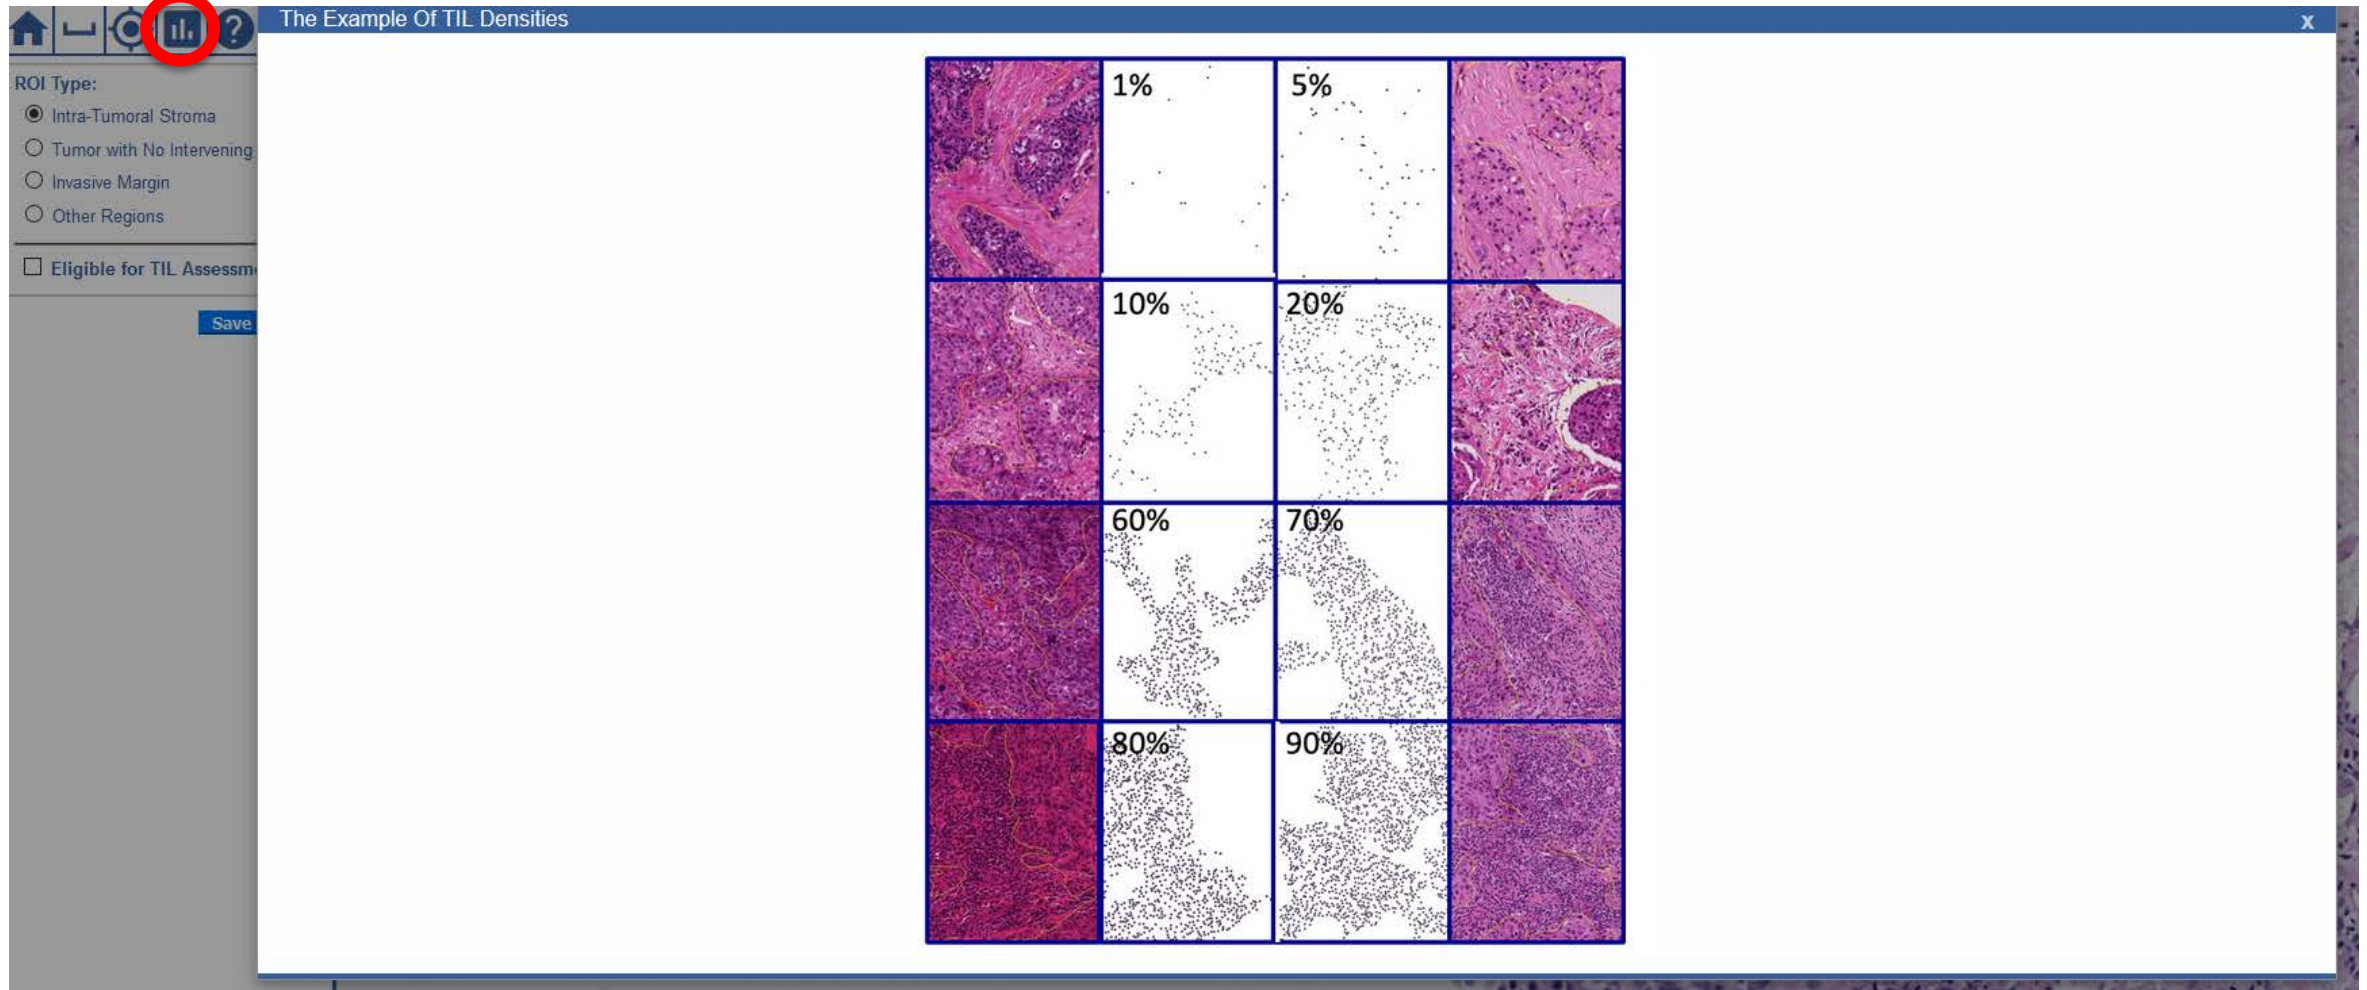 The Example Of TIL Densities
x
?
ROI Type:
Intra-Tumoral Stroma
Tumor with No Intervening
Invasive Margin
Other Regions
Eligible for TIL Assessm
Save
1%
5%
10%
20%
60%
70%
80%
90%